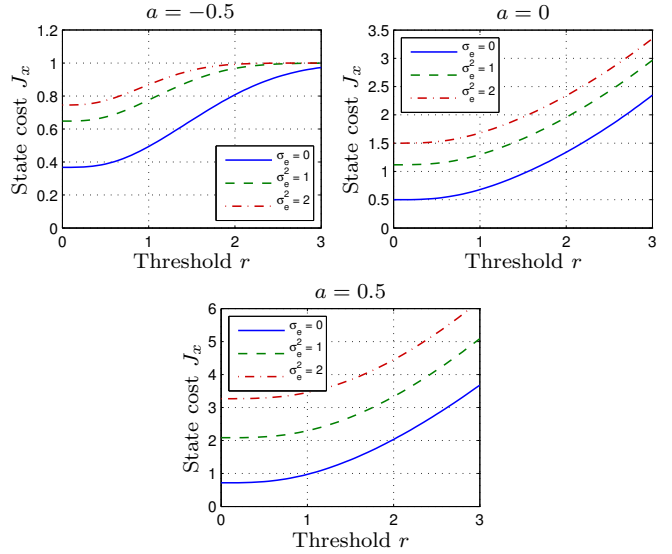 a = −0.5
State cost J_x
1.4
1.2
1
0.8
0.6
0.4
0.2
0
σ_e = 0
σ_e^2 = 1
σ_e^2 = 2
0 1 2 3
Threshold r
a = 0
State cost J_x
3.5
3
2.5
2
1.5
1
0.5
0
σ_e = 0
σ_e^2 = 1
σ_e^2 = 2
0 1 2 3
Threshold r
a = 0.5
State cost J_x
6
5
4
3
2
1
0
σ_e = 0
σ_e^2 = 1
σ_e^2 = 2
0 1 2 3
Threshold r